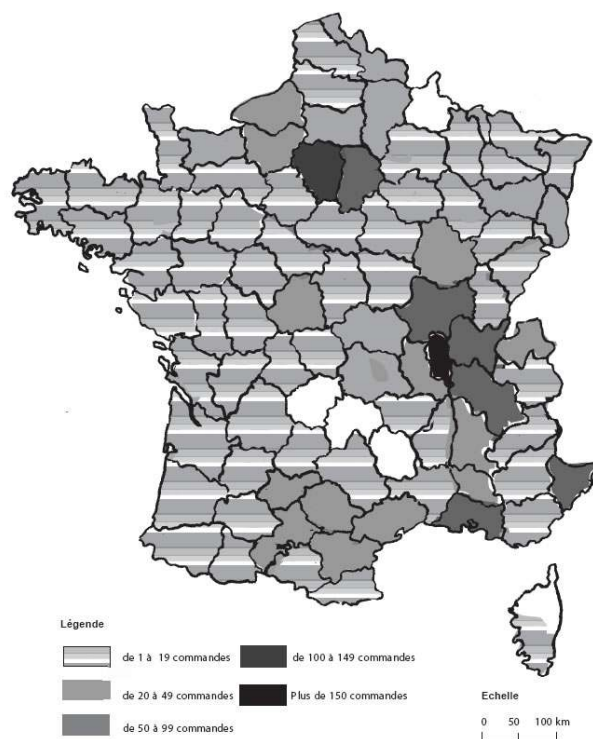 Légende
de 1 à 19 commandes
de 100 à 149 commandes
de 20 à 49 commandes
Plus de 150 commandes
de 50 à 99 commandes
Echelle
0 50 100 km